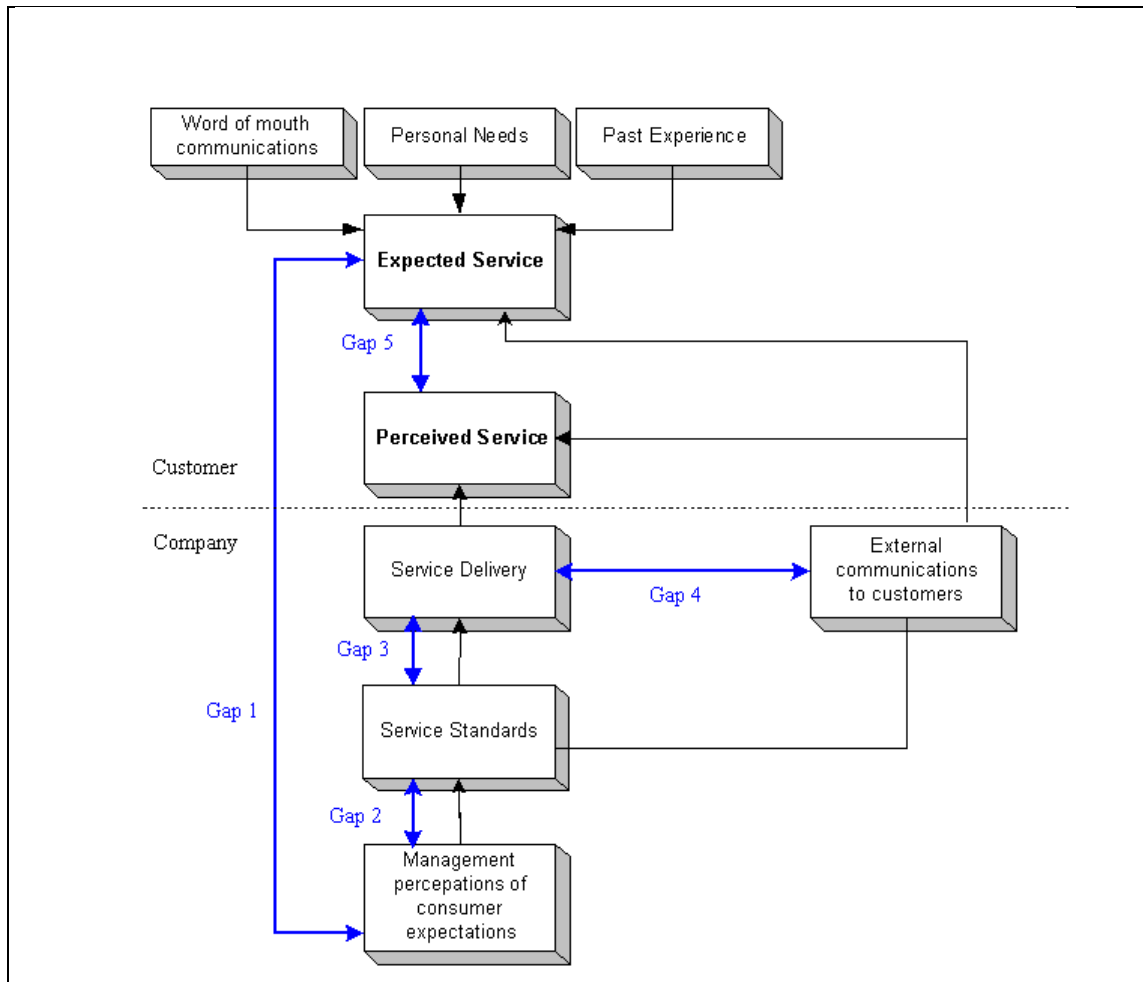 Word of mouth
communications
Personal Needs
Past Experience
Expected Service
Gap 5
Perceived Service
Customer
Company
Service Delivery
Gap 4
External
communications
to customers
Gap 3
Gap 1
Service Standards
Gap 2
Management
percepations of
consumer
expectations